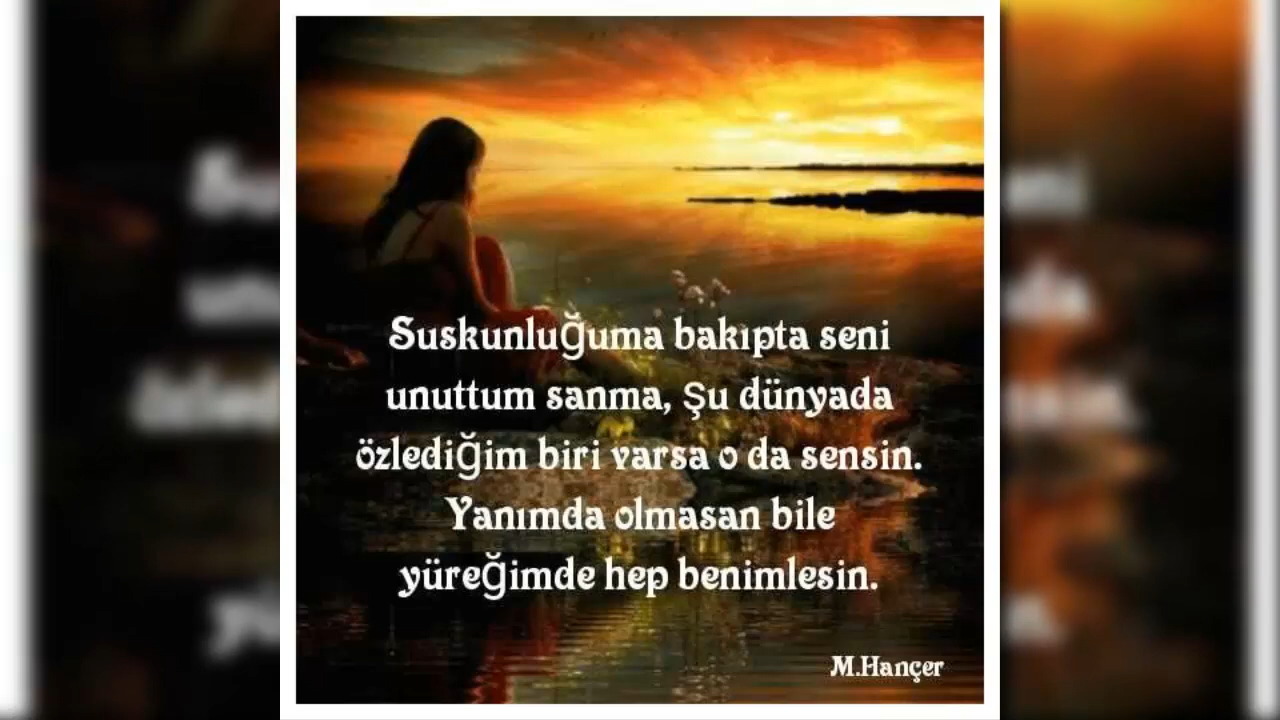 Suskunluğuma bakıpta seni
unuttum sanma, Şu dünyada
özlediğim biri varsa o da sensin.
Yanımda olmasan bile
yüreğimde hep benimlesin.
M.Hançer